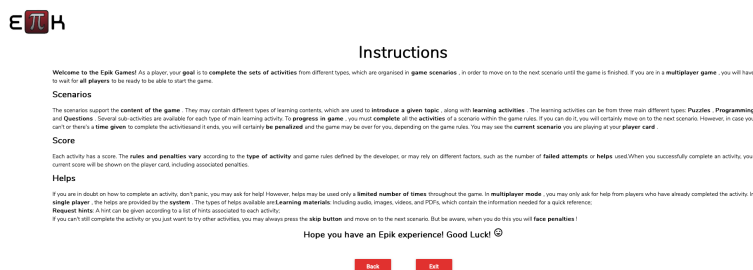 επκ
Instructions
Welcome to the Epik Games! As a player, your goal is to complete the sets of activities from different types, which are organised in game scenarios , in order to move on to the next scenario until the game is finished. If you are in a multiplayer game , you will have
to wait for all players to be ready to be able to start the game.
Scenarios
The scenarios support the content of the game . They may contain different types of learning contents, which are used to introduce a given topic , along with learning activities . The learning activities can be from three main different types: Puzzles , Programming
and Questions . Several sub-activities are available for each type of main learning activity. To progress in game , you must complete all the activities of a scenario within the game rules. If you can do it, you will certainly move on to the next scenario. However, in case you
can't or there's a time given to complete the activitiesand it ends, you will certainly be penalized and the game may be over for you, depending on the game rules. You may see the current scenario you are playing at your player card .
Score
Each activity has a score. The rules and penalties vary according to the type of activity and game rules defined by the developer, or may rely on different factors, such as the number of failed attempts or helps used.When you successfully complete an activity, your
current score will be shown on the player card, including associated penalties.
Helps
If you are in doubt on how to complete an activity, don't panic, you may ask for help! However, helps may be used only a limited number of times throughout the game. In multiplayer mode , you may only ask for help from players who have already completed the activity. In
single player , the helps are provided by the system . The types of helps available are:Learning materials: Including audio, images, videos, and PDFs, which contain the information needed for a quick reference;
Request hints: A hint can be given according to a list of hints associated to each activity;
If you can't still complete the activity or you just want to try other activities, you may always press the skip button and move on to the next scenario. But be aware, when you do this you will face penalties !
Hope you have an Epik experience! Good Luck! ☺
Back Exit